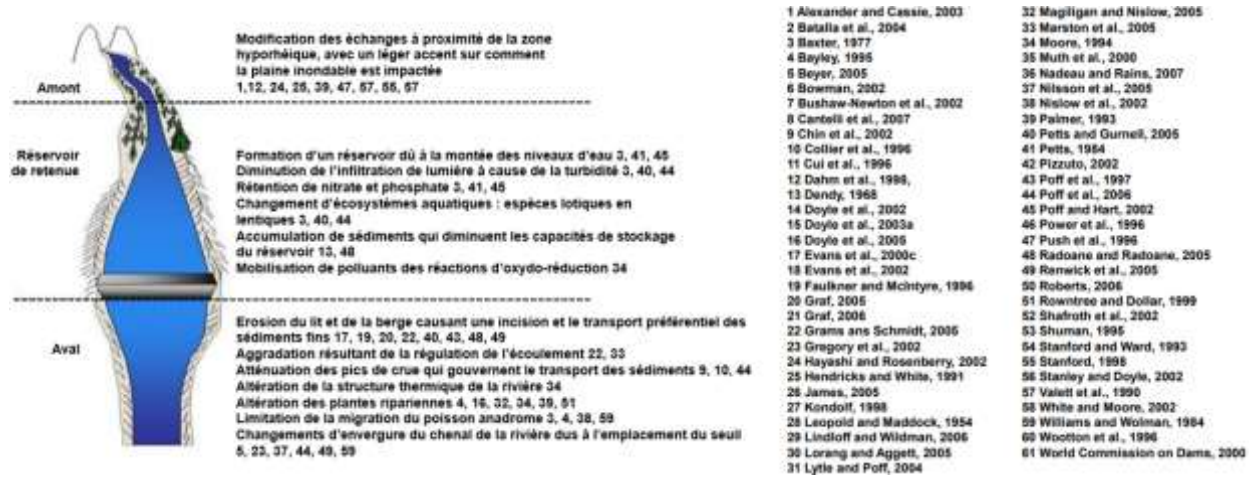 Modification des échanges à proximité de la zone
hyporhéique, avec un léger accent sur comment
la plaine inondable est impactée
1,12, 24, 25, 39, 47, 57, 55, 57
Amont
Réservoir
de retenue
Formation d'un réservoir dû à la montée des niveaux d'eau 3, 41, 45
Diminution de l'infiltration de lumière à cause de la turbidité 3, 40, 44
Rétention de nitrate et phosphate 3, 41, 45
Changement d'écosystèmes aquatiques : espèces lotiques en
lentiques 3, 40, 44
Accumulation de sédiments qui diminuent les capacités de stockage
du réservoir 13, 48
Mobilisation de polluants des réactions d'oxydo-réduction 34
Aval
Erosion du lit et de la berge causant une incision et le transport préférentiel des
sédiments fins 17, 19, 20, 22, 40, 43, 48, 49
Aggradation résultant de la régulation de l'écoulement 22, 33
Atténuation des pics de crue qui gouvernent le transport des sédiments 9, 10, 44
Altération de la structure thermique de la rivière 34
Altération des plantes ripariennes 4, 16, 32, 34, 39, 51
Limitation de la migration du poisson anadrome 3, 4, 38, 59
Changements d'envergure du chenal de la rivière dus à l'emplacement du seuil
5, 23, 37, 44, 49, 59
1 Alexander and Cassie, 2003
2 Batalla et al., 2004
3 Baxter, 1977
4 Bayley, 1995
5 Beyer, 2005
6 Bowman, 2002
7 Bushaw-Newton et al., 2002
8 Cantelli et al., 2007
9 Chin et al., 2002
10 Collier et al., 1996
11 Cui et al., 1996
12 Dahm et al., 1998,
13 Dendy, 1968
14 Doyle et al., 2002
15 Doyle et al., 2003a
16 Doyle et al., 2005
17 Evans et al., 2000c
18 Evans et al., 2002
19 Faulkner and McIntyre, 1996
20 Graf, 2005
21 Graf, 2006
22 Grams ans Schmidt, 2005
23 Gregory et al., 2002
24 Hayashi and Rosenberry, 2002
25 Hendricks and White, 1991
26 James, 2005
27 Kondolf, 1998
28 Leopold and Maddock, 1954
29 Lindloff and Wildman, 2006
30 Lorang and Aggett, 2005
31 Lytle and Poff, 2004
32 Magiligan and Nislow, 2005
33 Marston et al., 2005
34 Moore, 1994
35 Muth et al., 2000
36 Nadeau and Rains, 2007
37 Nilsson et al., 2005
38 Nislow et al., 2002
39 Palmer, 1993
40 Petts and Gurnell, 2005
41 Petts, 1984
42 Pizzuto, 2002
43 Poff et al., 1997
44 Poff et al., 2006
45 Poff and Hart, 2002
46 Power et al., 1996
47 Push et al., 1996
48 Radoane and Radoane, 2005
49 Renwick et al., 2005
50 Roberts, 2006
51 Rowntree and Dollar, 1999
52 Shafroth et al., 2002
53 Shuman, 1995
54 Stanford and Ward, 1993
55 Stanford, 1998
56 Stanley and Doyle, 2002
57 Valett et al., 1990
58 White and Moore, 2002
59 Williams and Wolman, 1984
60 Wootton et al., 1996
61 World Commission on Dams, 2000